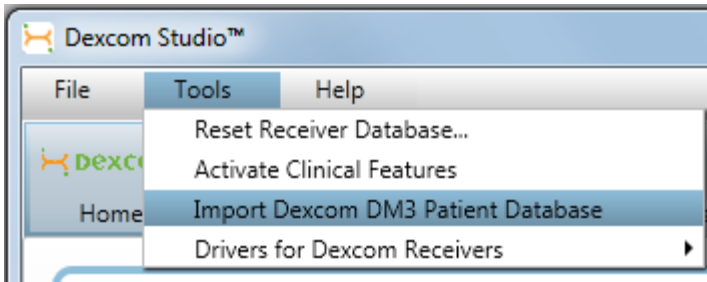 Dexcom Studio™
File Tools Help
Reset Receiver Database...
Activate Clinical Features
Import Dexcom DM3 Patient Database
Home
Drivers for Dexcom Receivers